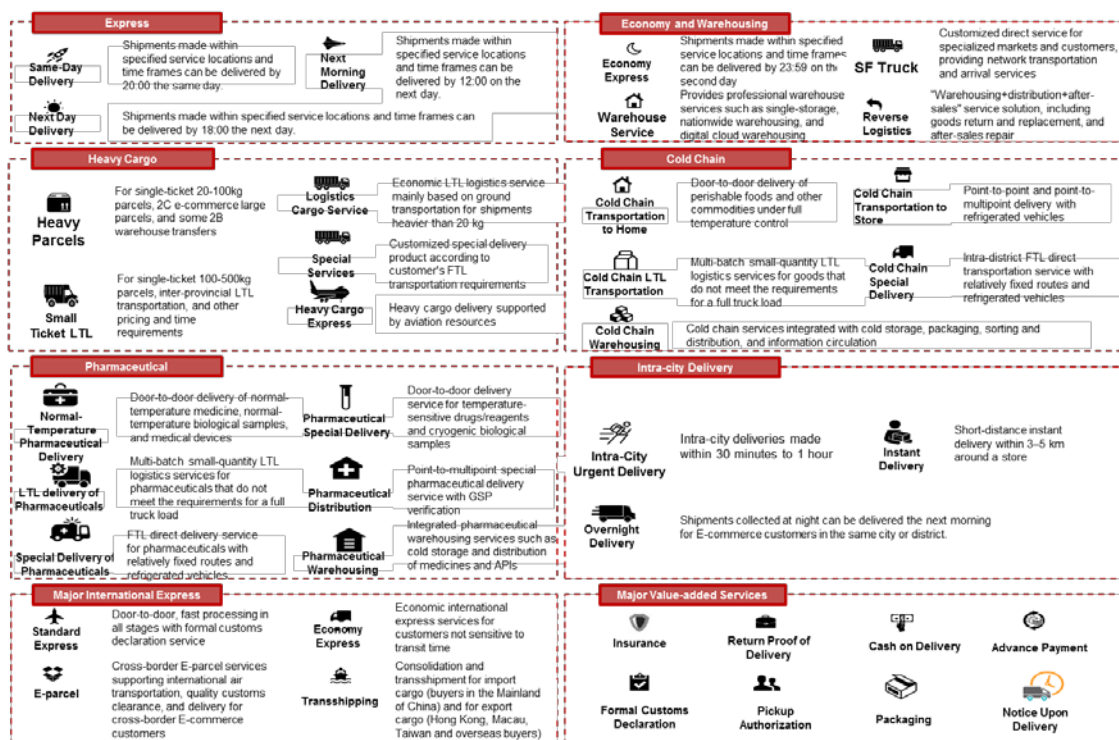 Express
Same-Day
Delivery
Shipments made within
specified service locations and
time frames can be delivered by
20:00 the same day.
Next
Morning
Delivery
Shipments made within
specified service locations
and time frames can be
delivered by 12:00 on the
next day.
Next Day
Delivery
Shipments made within specified service locations and time frames can
be delivered by 18:00 the next day.
Economy and Warehousing
Economy
Express
Shipments made within specified
service locations and time frames
can be delivered by 23:59 on the
second day
SF Truck
Customized direct service for
specialized markets and customers,
providing network transportation
and arrival services
Warehouse
Service
Provides professional warehouse
services such as single-storage,
nationwide warehousing, and
digital cloud warehousing
Reverse
Logistics
"Warehousing+distribution+after-
sales" service solution, including
goods return and replacement, and
after-sales repair
Heavy Cargo
Heavy
Parcels
For single-ticket 20-100kg
parcels, 2C e-commerce large
parcels, and some 2B
warehouse transfers
Logistics
Cargo Service
Economic LTL logistics service
mainly based on ground
transportation for shipments
heavier than 20 kg
Special
Services
Customized special delivery
product according to
customer's FTL
transportation requirements
Small
Ticket LTL
For single-ticket 100-500kg
parcels, inter-provincial LTL
transportation, and other
pricing and time
requirements
Heavy Cargo
Express
Heavy cargo delivery supported
by aviation resources
Cold Chain
Cold Chain
Transportation
to Home
Door-to-door delivery of
perishable foods and other
commodities under full
temperature control
Cold Chain
Transportation to
Store
Point-to-point and point-to-
multipoint delivery with
refrigerated vehicles
Cold Chain LTL
Transportation
Multi-batch small-quantity LTL
logistics services for goods that
do not meet the requirements
for a full truck load
Cold Chain
Special
Delivery
Intra-district FTL direct
transportation service with
relatively fixed routes and
refrigerated vehicles
Cold Chain
Warehousing
Cold chain services integrated with cold storage, packaging, sorting and
distribution, and information circulation
Pharmaceutical
Normal-
Temperature
Pharmaceutical
Delivery
Door-to-door delivery of normal-
temperature medicine, normal-
temperature biological samples,
and medical devices
Pharmaceutical
Special Delivery
Door-to-door delivery
service for temperature-
sensitive drugs/reagents
and cryogenic biological
samples
LTL delivery of
Pharmaceuticals
Multi-batch small-quantity LTL
logistics services for
pharmaceuticals that do not
meet the requirements for a full
truck load
Pharmaceutical
Distribution
Point-to-multipoint special
pharmaceutical delivery
service with GSP
verification
Special Delivery of
Pharmaceuticals
FTL direct delivery service
for pharmaceuticals with
relatively fixed routes and
refrigerated vehicles
Pharmaceutical
Warehousing
Integrated pharmaceutical
warehousing services such as
cold storage and distribution
of medicines and APIs
Intra-city Delivery
Intra-City
Urgent Delivery
Intra-city deliveries made
within 30 minutes to 1 hour
Instant
Delivery
Short-distance instant
delivery within 3–5 km
around a store
Overnight
Delivery
Shipments collected at night can be delivered the next morning
for E-commerce customers in the same city or district.
Major International Express
Standard
Express
Door-to-door, fast processing in
all stages with formal customs
declaration service
Economy
Express
Economic international
express services for
customers not sensitive to
transit time
E-parcel
Cross-border E-parcel services
supporting international air
transportation, quality customs
clearance, and delivery for
cross-border E-commerce
customers
Transshipping
Consolidation and
transshipment for import
cargo (buyers in the Mainland
of China) and for export
cargo (Hong Kong, Macau,
Taiwan and overseas buyers)
Major Value-added Services
Insurance
Return Proof of
Delivery
Cash on Delivery
Advance Payment
Formal Customs
Declaration
Pickup
Authorization
Packaging
Notice Upon
Delivery